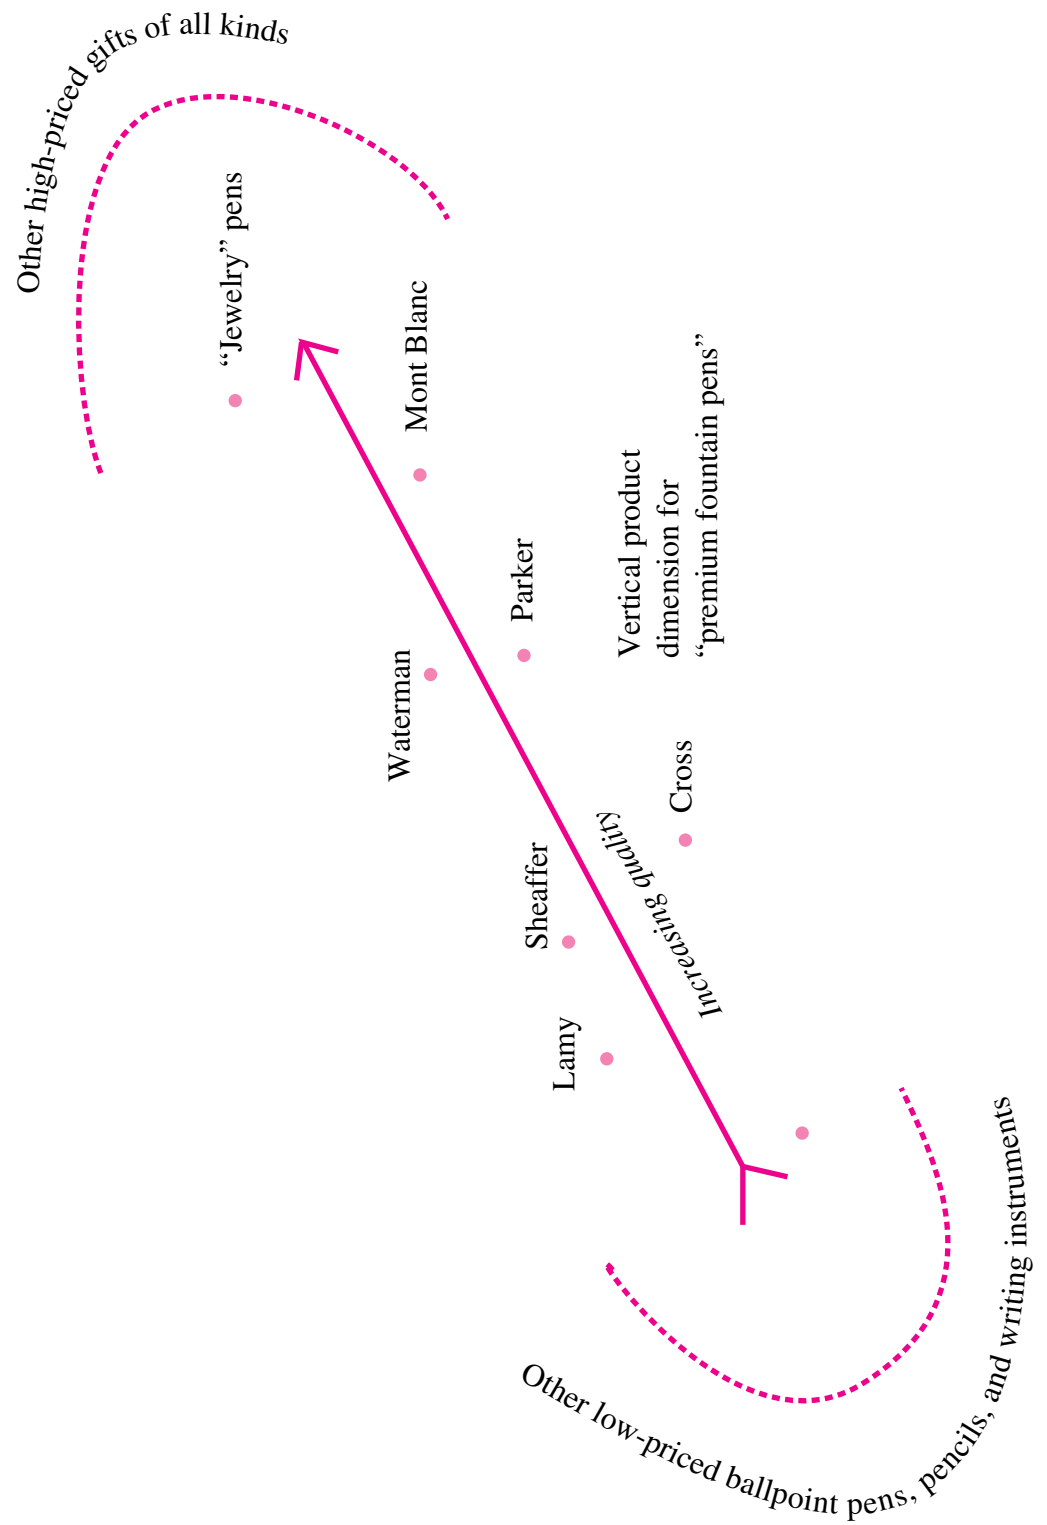 Other high-priced gifts of all kinds
“Jewelry” pens
Mont Blanc
Parker
Waterman
Vertical product
dimension for
“premium fountain pens”
Cross
Sheaffer
Increasing quality
Lamy
Other low-priced ballpoint pens, pencils, and writing instruments